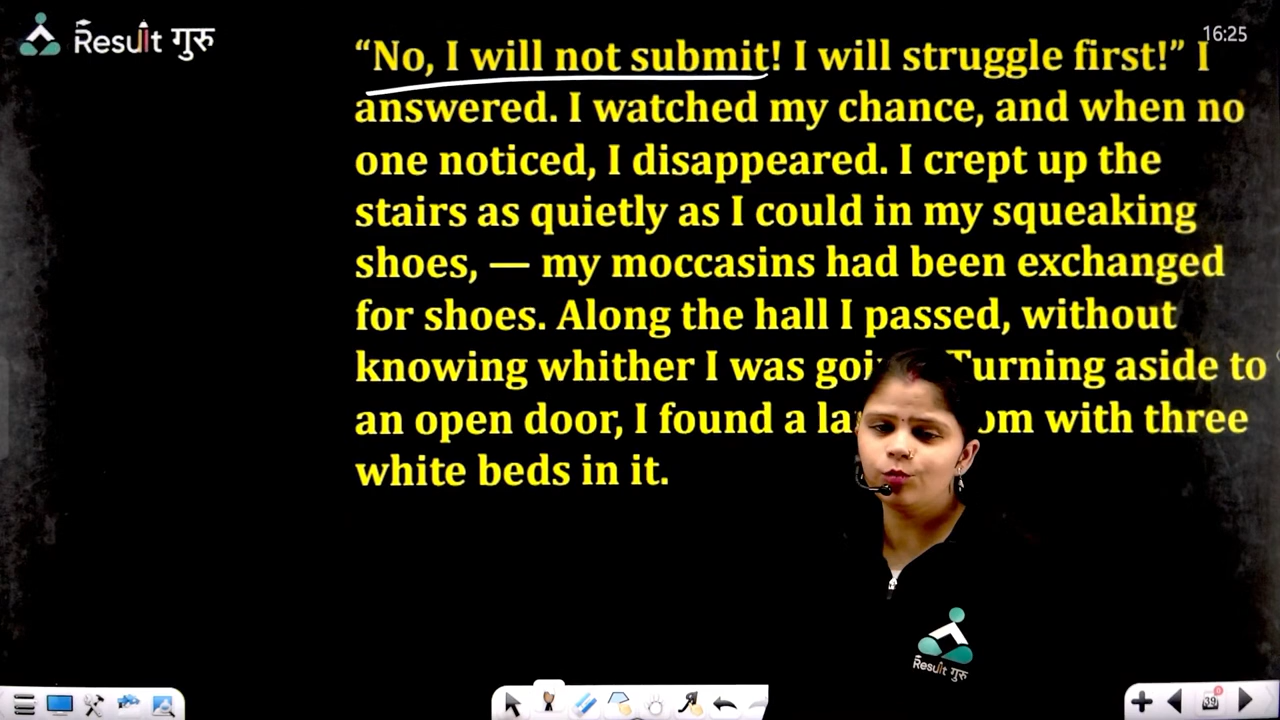 Result गुरु
16:25
“No, I will not submit! I will struggle first!” I
answered. I watched my chance, and when no
one noticed, I disappeared. I crept up the
stairs as quietly as I could in my squeaking
shoes, — my moccasins had been exchanged
for shoes. Along the hall I passed, without
knowing whither I was Turning aside to
an open door, I found a with three
white beds in it.
Result गुरु
39